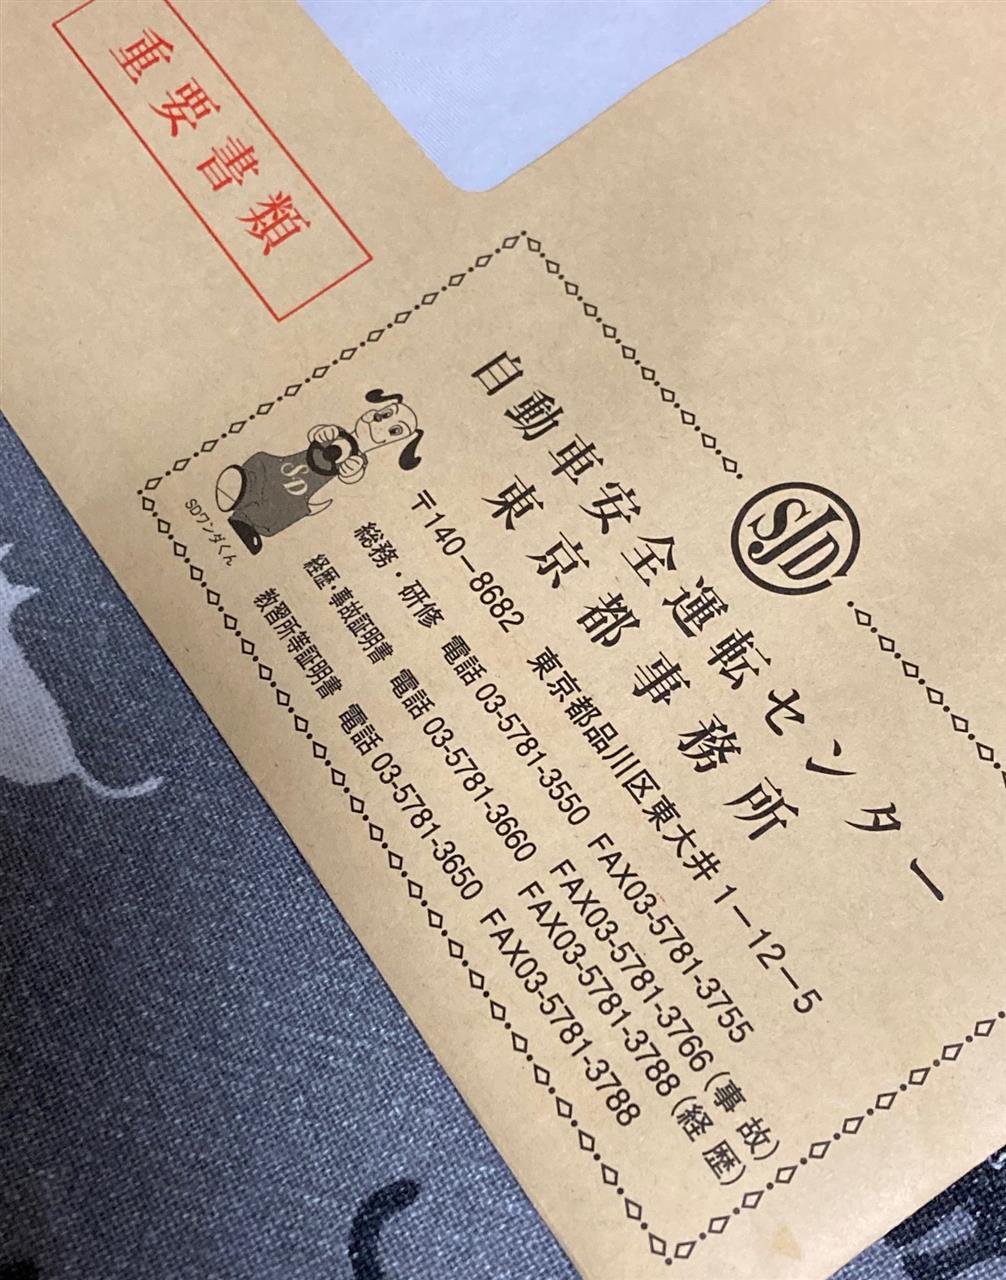 重要書類
SJD
自動車安全運転センター
東京都事務所
〒140-8682 東京都品川区東大井1-12-5
総務・研修 電話 03-5781-3550 FAX03-5781-3755
経歴・事故証明書 電話 03-5781-3660 FAX03-5781-3766(事故)
FAX03-5781-3788(経歴)
教習所等証明書 電話 03-5781-3650 FAX03-5781-3788
SD
SDワンダくん